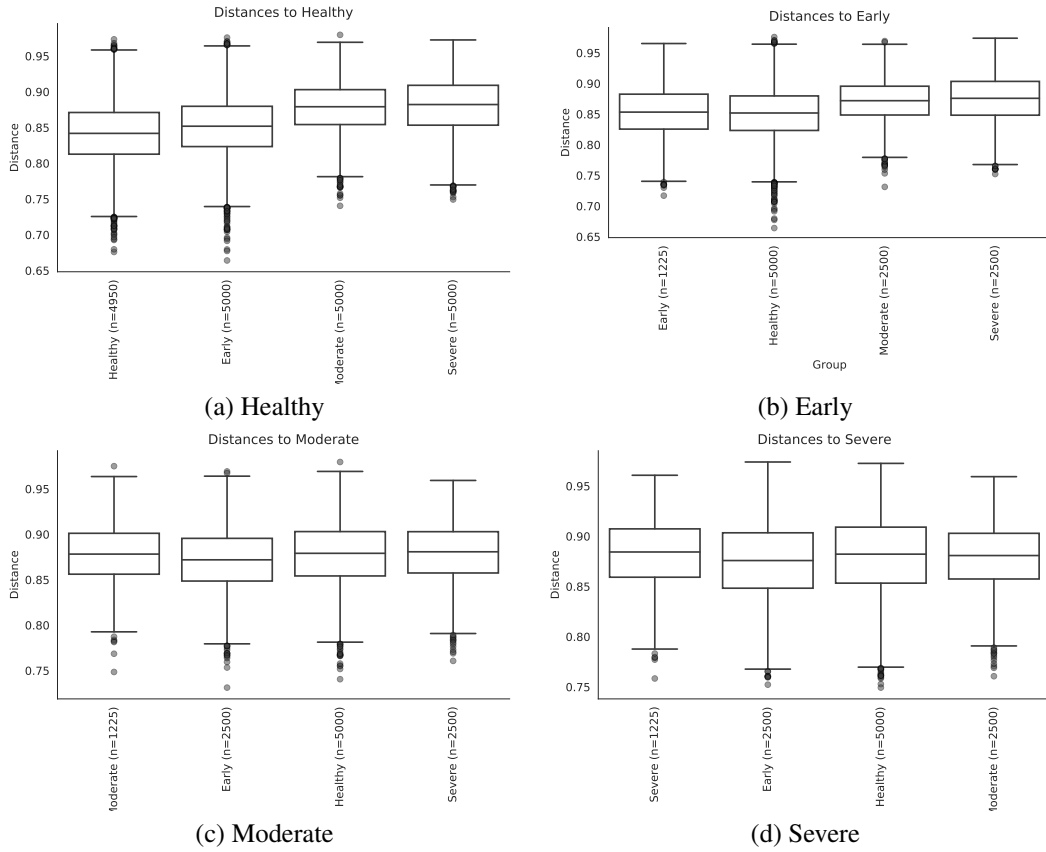 Distances to Healthy
Distance
0.95
0.90
0.85
0.80
0.75
0.70
0.65
Healthy (n=4950)
Early (n=5000)
oderate (n=5000)
Severe (n=5000)
(a) Healthy
Distances to Early
Distance
0.95
0.90
0.85
0.80
0.75
0.70
0.65
Early (n=1225)
Healthy (n=5000)
Moderate (n=2500)
Severe (n=2500)
Group
(b) Early
Distances to Moderate
Distance
0.95
0.90
0.85
0.80
0.75
oderate (n=1225)
Early (n=2500)
Healthy (n=5000)
Severe (n=2500)
(c) Moderate
Distances to Severe
Distance
0.95
0.90
0.85
0.80
0.75
Severe (n=1225)
Early (n=2500)
Healthy (n=5000)
oderate (n=2500)
(d) Severe